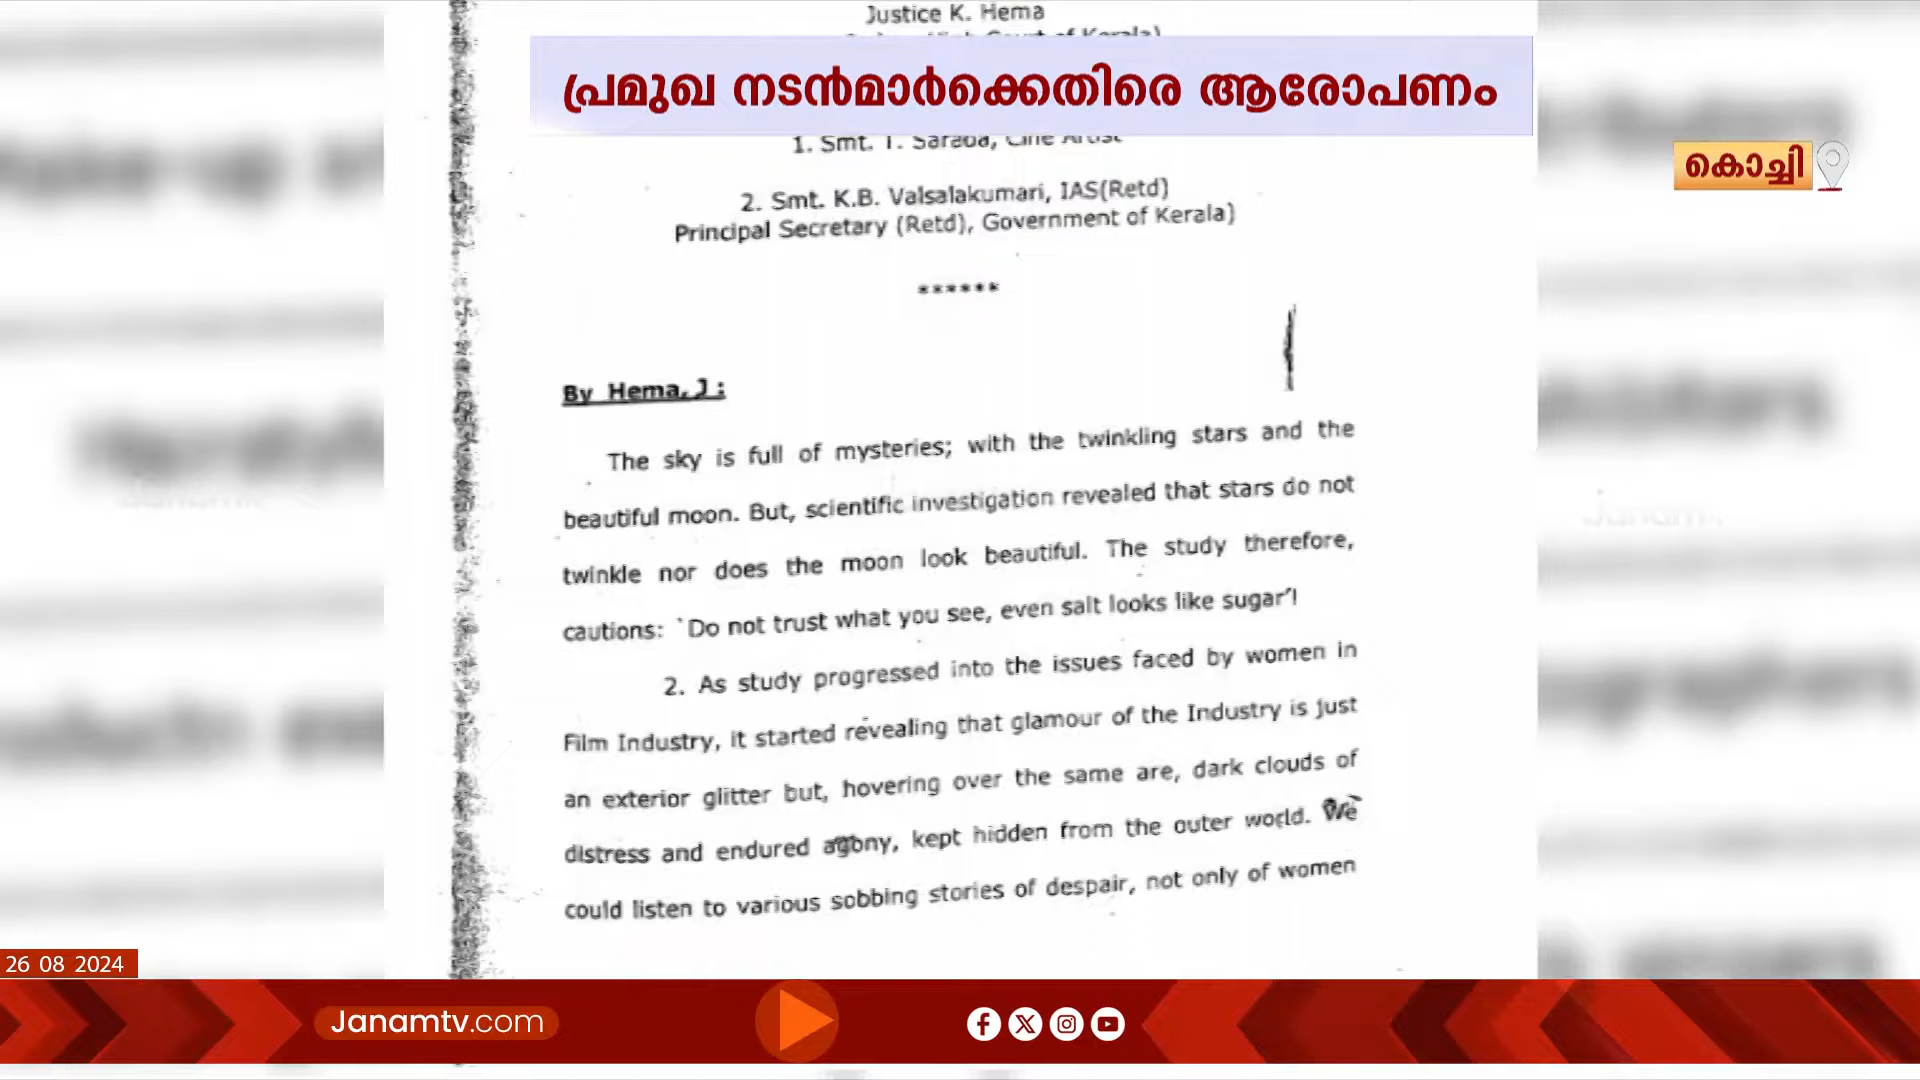 Justice K. Hema
പ്രമുഖ നടൻമാർക്കെതിരെ ആരോപണം
കൊച്ചി
1. Smt. T. Sarada, Cine Artist
2. Smt. K.B. Valsalakumari, IAS(Retd)
Principal Secretary (Retd), Government of Kerala)
******
By Hema, J :
The sky is full of mysteries; with the twinkling stars and the
beautiful moon. But, scientific investigation revealed that stars do not
twinkle nor does the moon look beautiful. The study therefore,
cautions: `Do not trust what you see, even salt looks like sugar'!
2. As study progressed into the issues faced by women in
Film Industry, it started revealing that glamour of the Industry is just
an exterior glitter but, hovering over the same are, dark clouds of
distress and endured agony, kept hidden from the outer world. We
could listen to various sobbing stories of despair, not only of women
26 08 2024
Janamtv.com